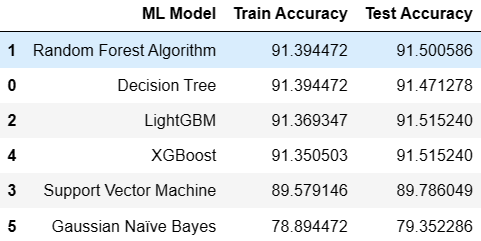 ML Model Train Accuracy Test Accuracy
1 Random Forest Algorithm 91.394472 91.500586
0 Decision Tree 91.394472 91.471278
2 LightGBM 91.369347 91.515240
4 XGBoost 91.350503 91.515240
3 Support Vector Machine 89.579146 89.786049
5 Gaussian Naïve Bayes 78.894472 79.352286